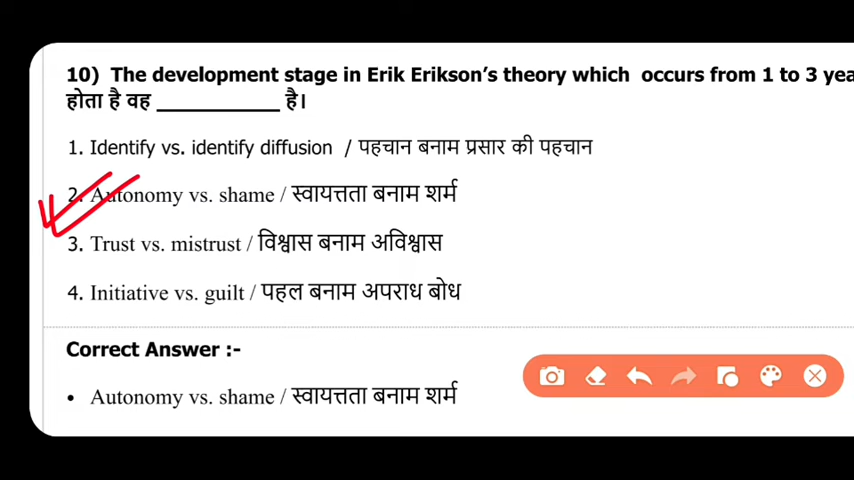 10) The development stage in Erik Erikson's theory which occurs from 1 to 3
होता है वह __________ है।
1. Identify vs. identify diffusion / पहचान बनाम प्रसार की पहचान
2. Autonomy vs. shame / स्वायत्तता बनाम शर्म
3. Trust vs. mistrust / विश्वास बनाम अविश्वास
4. Initiative vs. guilt / पहल बनाम अपराध बोध
Correct Answer :-
• Autonomy vs. shame / स्वायत्तता बनाम शर्म